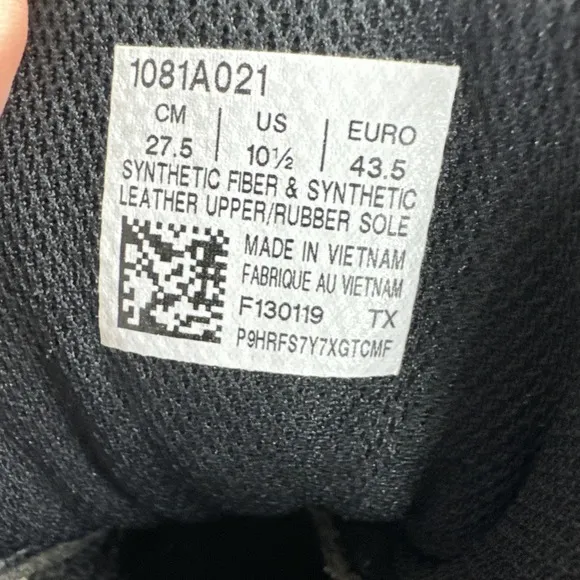 1081A021
CM | US | EURO
27.5 | 10½ | 43.5
SYNTHETIC FIBER & SYNTHETIC
LEATHER UPPER/RUBBER SOLE
MADE IN VIETNAM
FABRIQUE AU VIETNAM
F130119 TX
P9HRFS7Y7XGTCMF